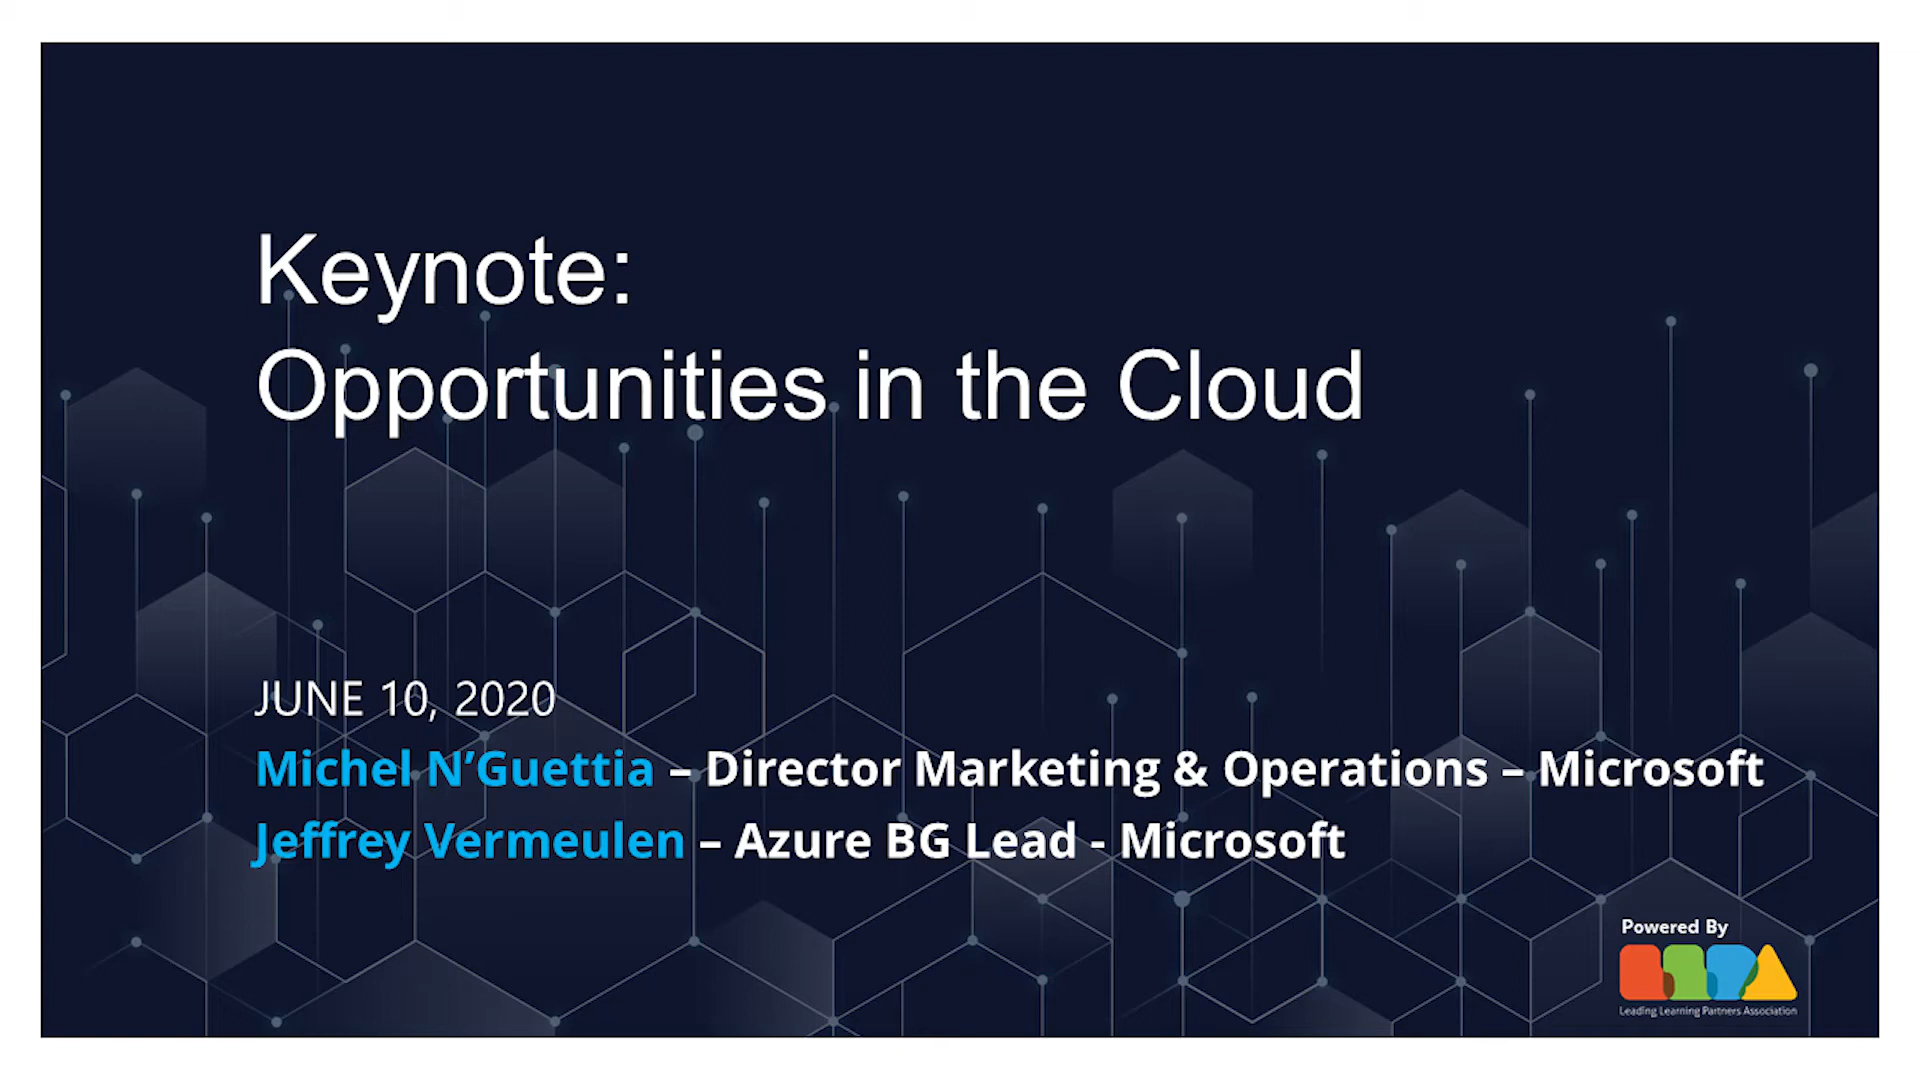 Keynote:
Opportunities in the Cloud
JUNE 10, 2020
Michel N’Guettia – Director Marketing & Operations – Microsoft
Jeffrey Vermeulen – Azure BG Lead - Microsoft
Powered By
LLPA
Leading Learning Partners Association